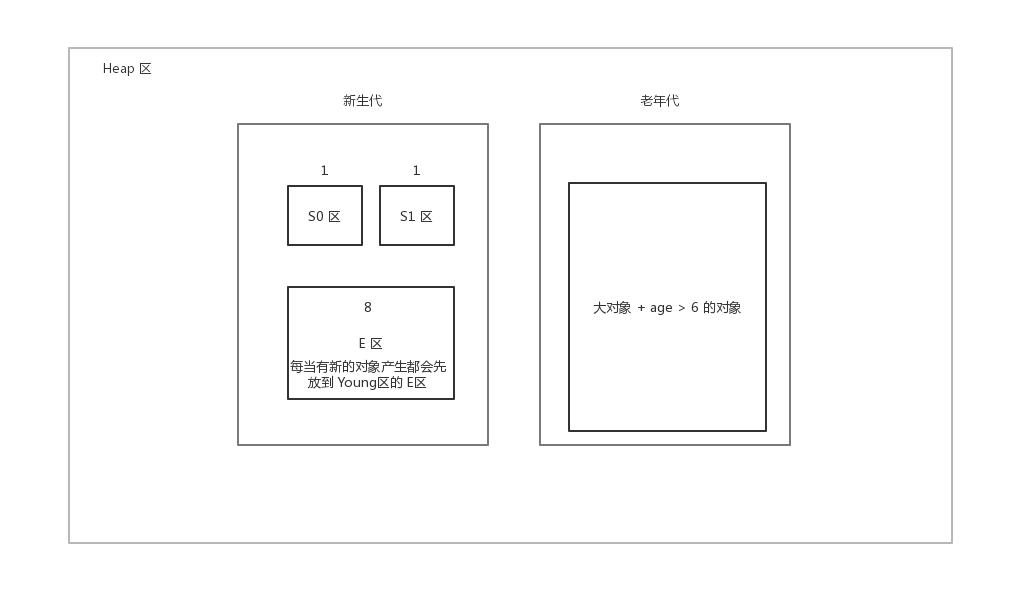 Heap 区
新生代
老年代
1
1
S0 区
S1 区
8
E 区
每当有新的对象产生都会先
放到 Young区的 E区
大对象 + age > 6 的对象